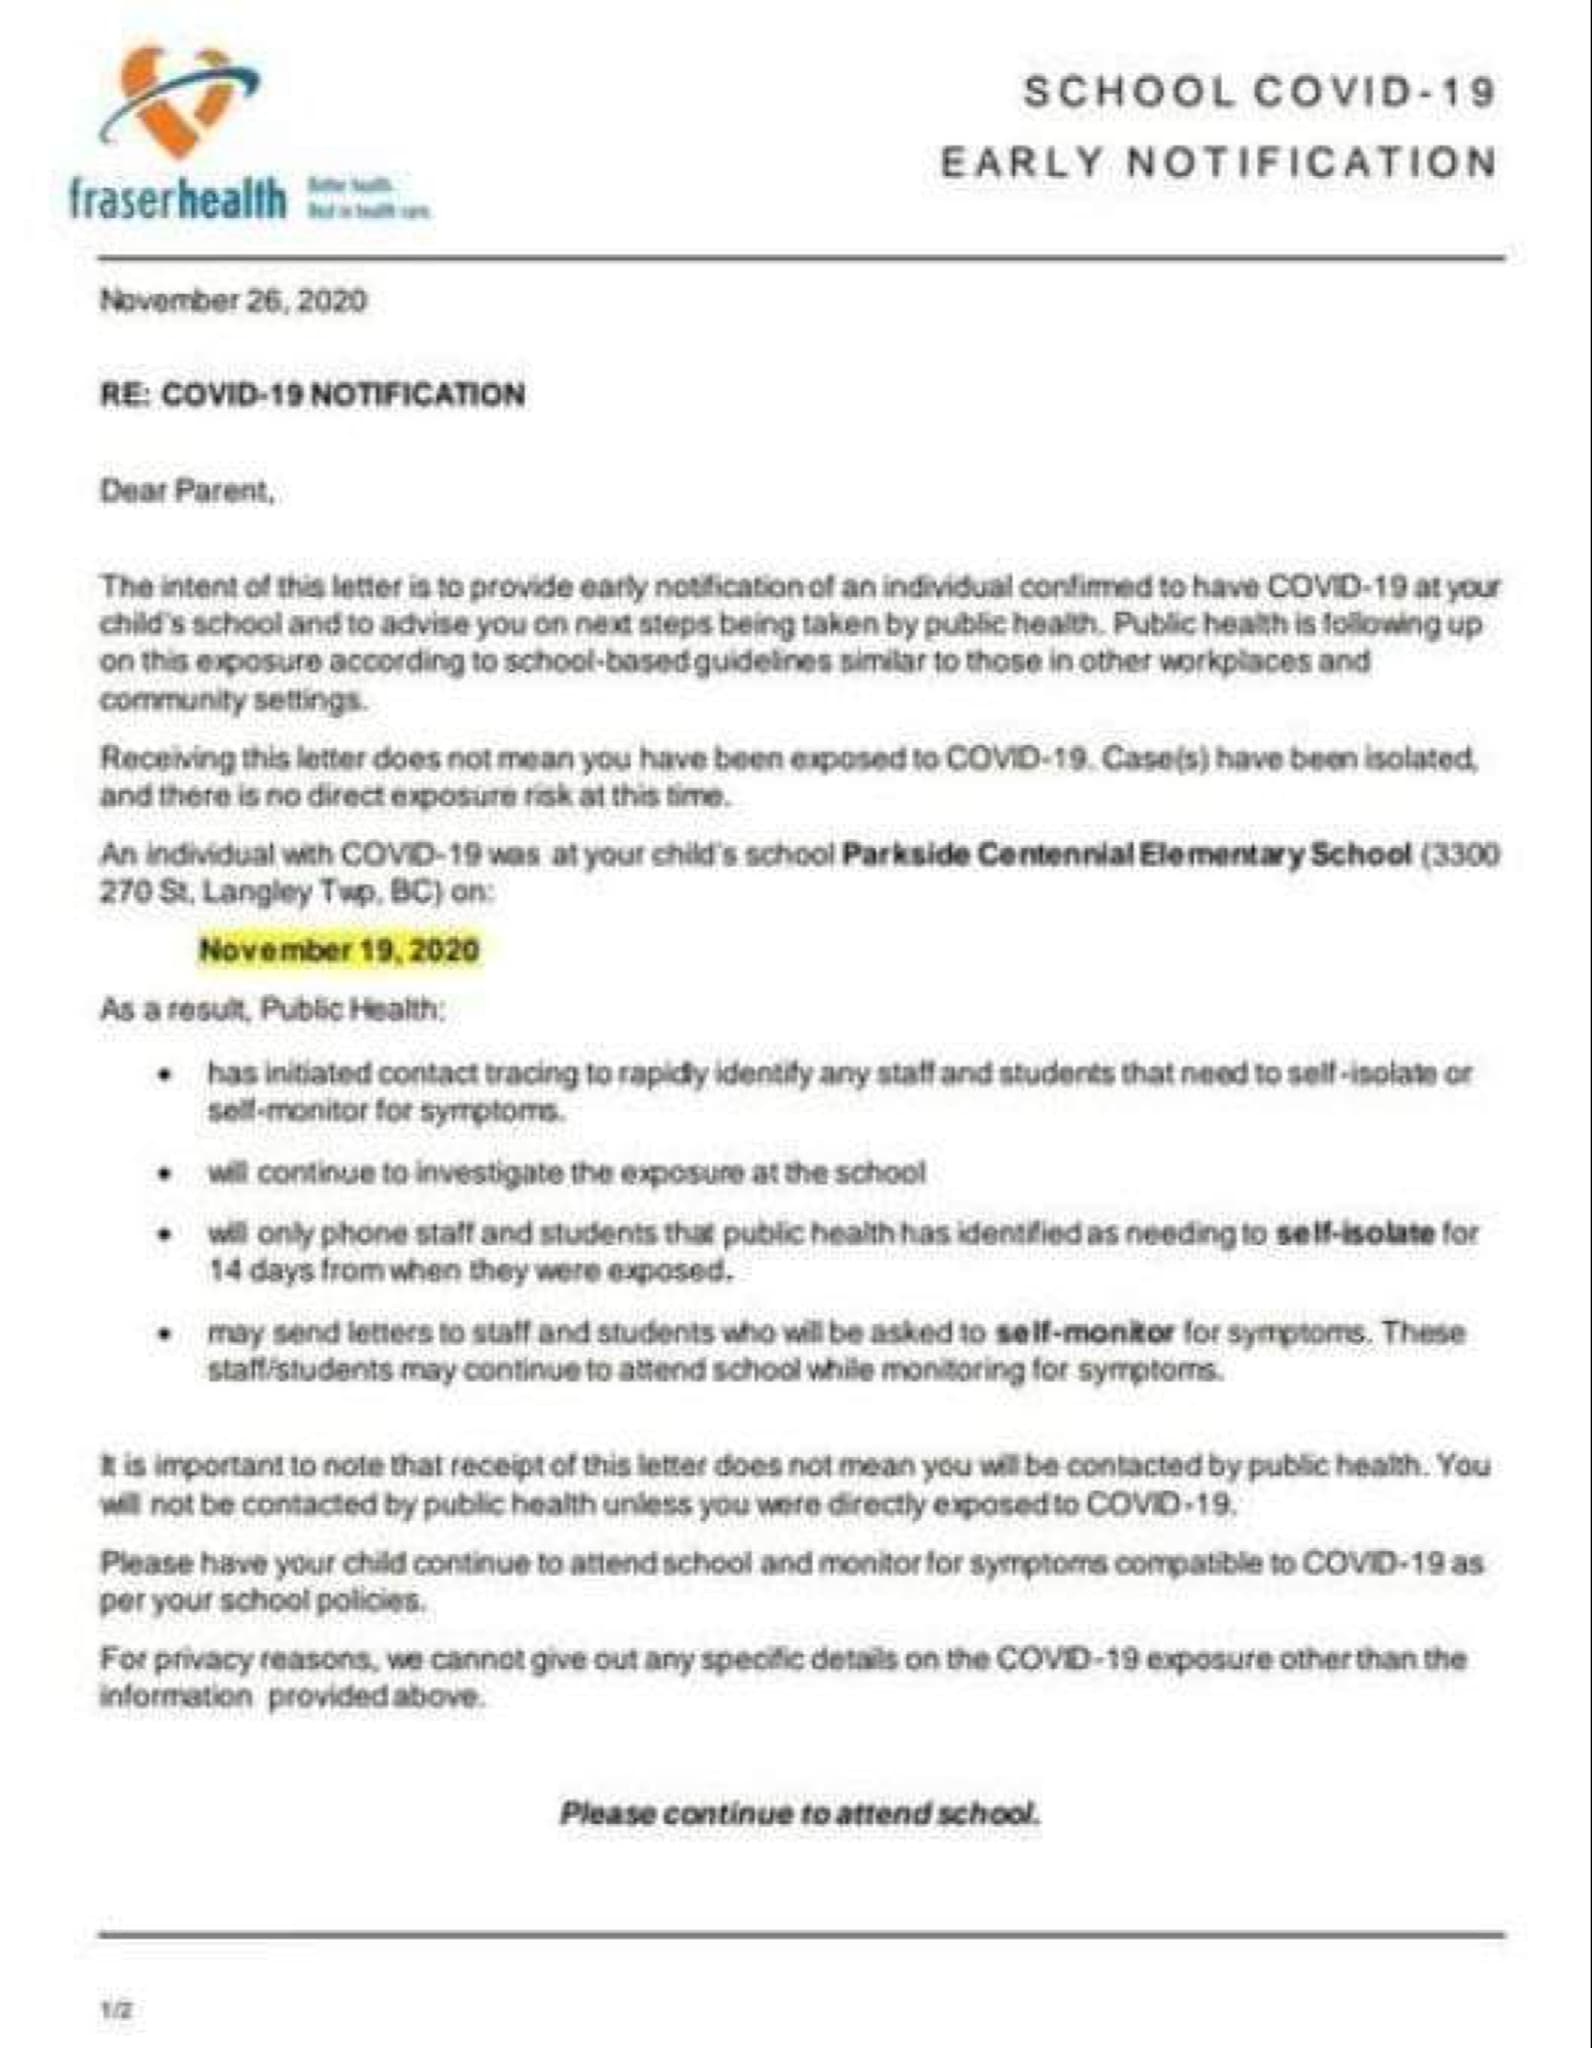 SCHOOL COVID-19
EARLY NOTIFICATION
fraserhealth
Better health.
Best in health care.
November 26, 2020
RE: COVID-19 NOTIFICATION
Dear Parent,
The intent of this letter is to provide early notification of an individual confirmed to have COVID-19 at your
child's school and to advise you on next steps being taken by public health. Public health is following up
on this exposure according to school-based guidelines similar to those in other workplaces and
community settings.
Receiving this letter does not mean you have been exposed to COVID-19. Case(s) have been isolated,
and there is no direct exposure risk at this time.
An individual with COVID-19 was at your child's school Parkside Centennial Elementary School (3300
270 St, Langley Twp, BC) on:
November 19, 2020
As a result, Public Health:
• has initiated contact tracing to rapidly identify any staff and students that need to self-isolate or
self-monitor for symptoms.
• will continue to investigate the exposure at the school
• will only phone staff and students that public health has identified as needing to self-isolate for
14 days from when they were exposed.
• may send letters to staff and students who will be asked to self-monitor for symptoms. These
staff/students may continue to attend school while monitoring for symptoms.
It is important to note that receipt of this letter does not mean you will be contacted by public health. You
will not be contacted by public health unless you were directly exposed to COVID-19.
Please have your child continue to attend school and monitor for symptoms compatible to COVID-19 as
per your school policies.
For privacy reasons, we cannot give out any specific details on the COVID-19 exposure other than the
information provided above.
Please continue to attend school.
1/2